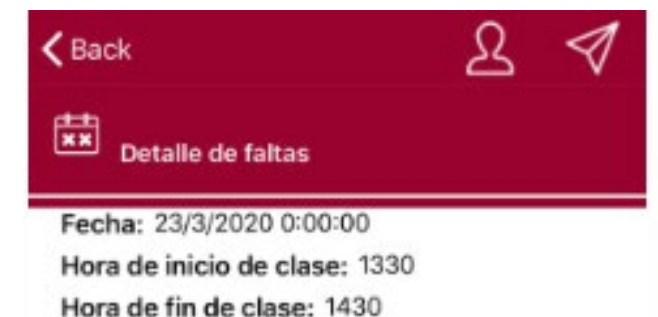 Back
Detalle de faltas
Fecha: 23/3/2020 0:00:00
Hora de inicio de clase: 1330
Hora de fin de clase: 1430